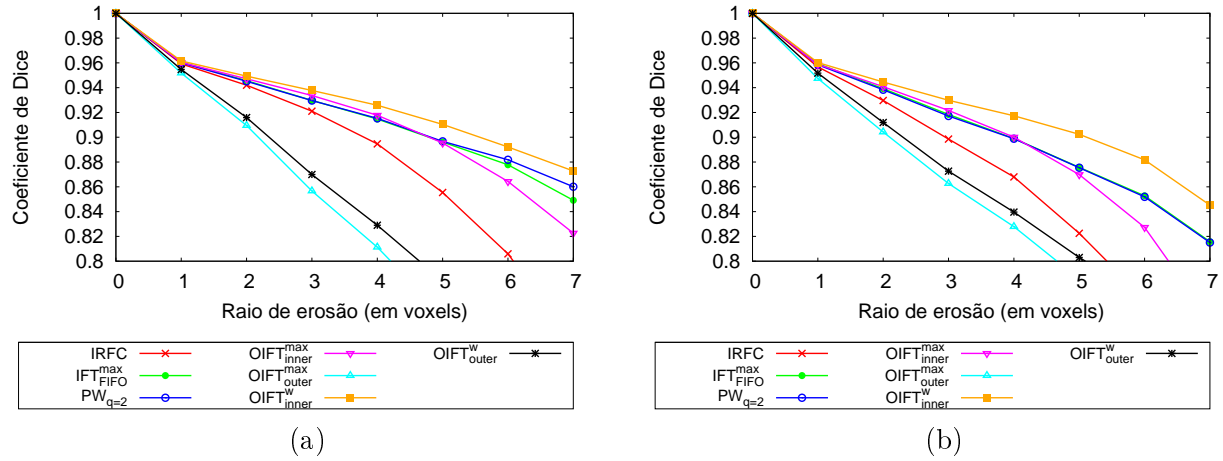 1
0.98
0.96
0.94
0.92
0.9
0.88
0.86
0.84
0.82
0.8
Coeficiente de Dice
0 1 2 3 4 5 6 7
Raio de erosão (em voxels)
IRFC OIFT^max_inner OIFT^w_outer
IFT^max_FIFO OIFT^max_outer
PW_q=2 OIFT^w_inner
(a)
1
0.98
0.96
0.94
0.92
0.9
0.88
0.86
0.84
0.82
0.8
Coeficiente de Dice
0 1 2 3 4 5 6 7
Raio de erosão (em voxels)
IRFC OIFT^max_inner OIFT^w_outer
IFT^max_FIFO OIFT^max_outer
PW_q=2 OIFT^w_inner
(b)